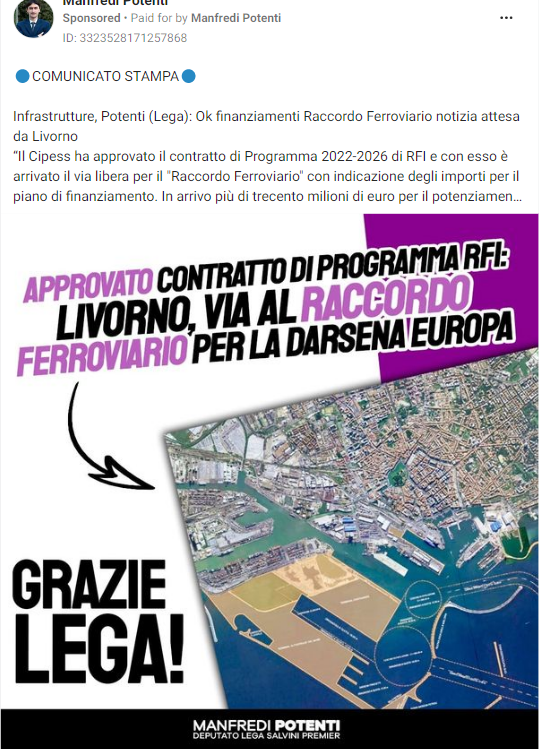 Manfredi Potenti
Sponsored • Paid for by Manfredi Potenti
ID: 3323528171257868
🔵COMUNICATO STAMPA🔵
Infrastrutture, Potenti (Lega): Ok finanziamenti Raccordo Ferroviario notizia attesa
da Livorno
“Il Cipess ha approvato il contratto di Programma 2022-2026 di RFI e con esso è
arrivato il via libera per il "Raccordo Ferroviario" con indicazione degli importi per il
piano di finanziamento. In arrivo più di trecento milioni di euro per il potenziamen...
APPROVATO CONTRATTO DI PROGRAMMA RFI:
LIVORNO, VIA AL RACCORDO
FERROVIARIO PER LA DARSENA EUROPA
GRAZIE
LEGA!
MANFREDI POTENTI
DEPUTATO LEGA SALVINI PREMIER